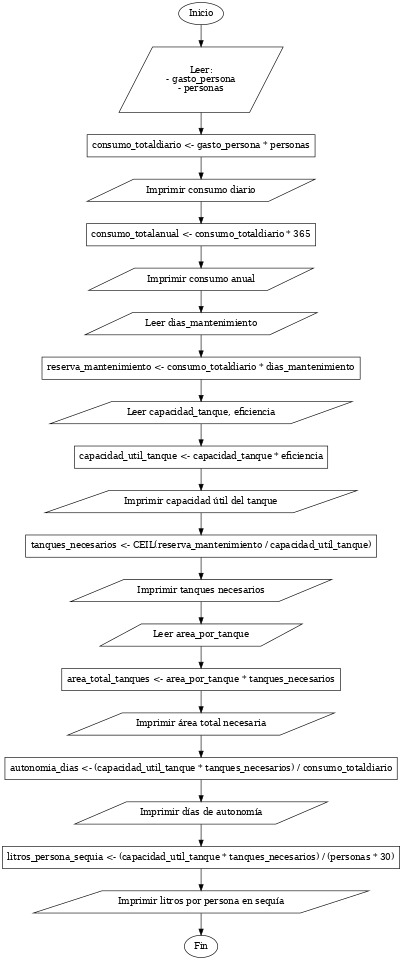 Inicio
Leer:
- gasto_persona
- personas
consumo_totaldiario <- gasto_persona * personas
Imprimir consumo diario
consumo_totalanual <- consumo_totaldiario * 365
Imprimir consumo anual
Leer dias_mantenimiento
reserva_mantenimiento <- consumo_totaldiario * dias_mantenimiento
Leer capacidad_tanque, eficiencia
capacidad_util_tanque <- capacidad_tanque * eficiencia
Imprimir capacidad útil del tanque
tanques_necesarios <- CEIL(reserva_mantenimiento / capacidad_util_tanque)
Imprimir tanques necesarios
Leer area_por_tanque
area_total_tanques <- area_por_tanque * tanques_necesarios
Imprimir área total necesaria
autonomia_dias <- (capacidad_util_tanque * tanques_necesarios) / consumo_totaldiario
Imprimir días de autonomía
litros_persona_sequia <- (capacidad_util_tanque * tanques_necesarios) / (personas * 30)
Imprimir litros por persona en sequía
Fin